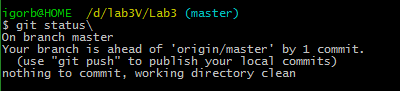 igorb@HOME /d/lab3V/Lab3 (master)
$ git status\
On branch master
Your branch is ahead of 'origin/master' by 1 commit.
  (use "git push" to publish your local commits)
nothing to commit, working directory clean